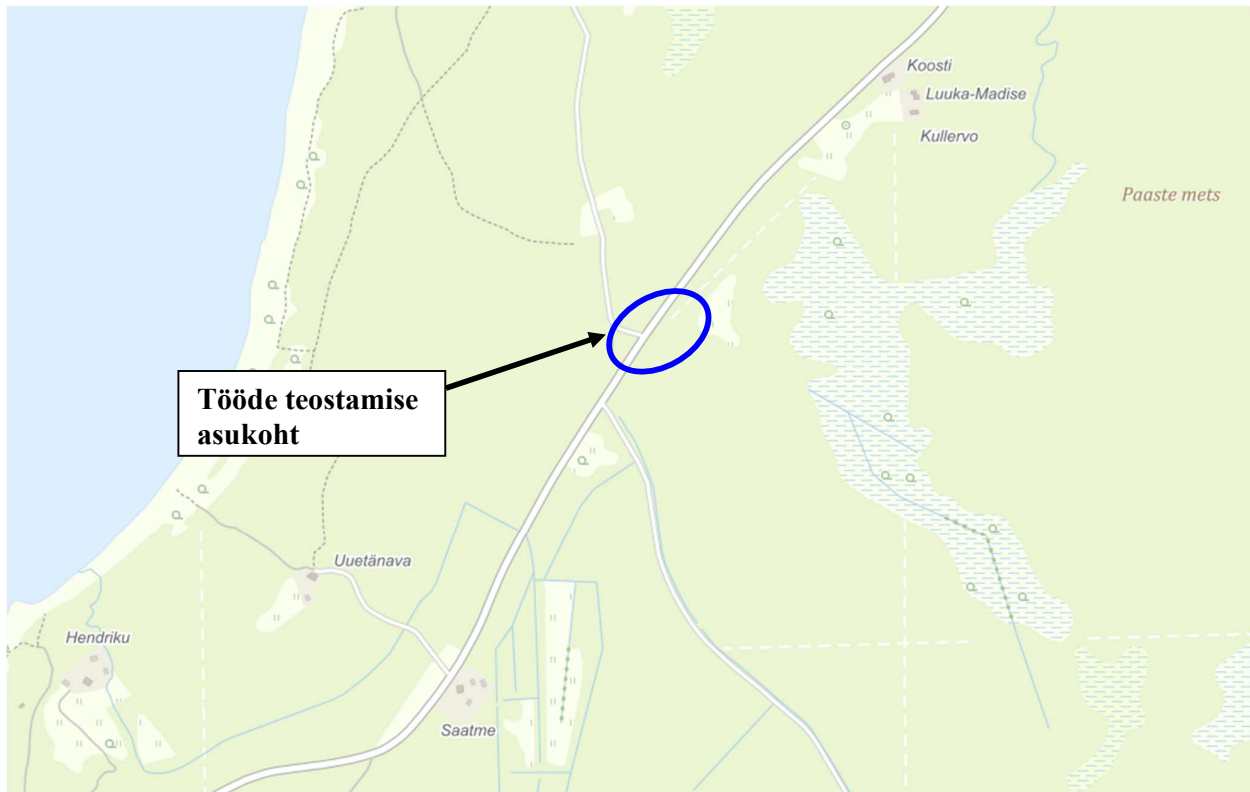 Koosti
Luuka-Madise
Kullervo
Paaste mets
Tööde teostamise
asukoht
Uuetänava
Hendriku
Saatme